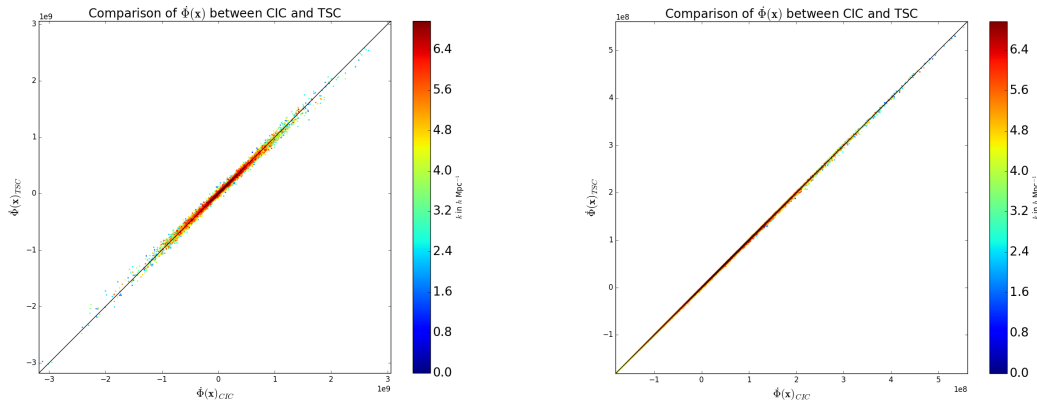 Comparison of Φ̇(x) between CIC and TSC
1e9
3
2
1
0
−1
−2
−3
−3 −2 −1 0 1 2 3
1e9
Φ̇(x)TSC
Φ̇(x)CIC
6.4
5.6
4.8
4.0
3.2
2.4
1.6
0.8
0.0
k in h Mpc⁻¹
Comparison of Φ̇(x) between CIC and TSC
1e8
5
4
3
2
1
0
−1
−1 0 1 2 3 4 5
1e8
Φ̇(x)TSC
Φ̇(x)CIC
6.4
5.6
4.8
4.0
3.2
2.4
1.6
0.8
0.0
k in h Mpc⁻¹